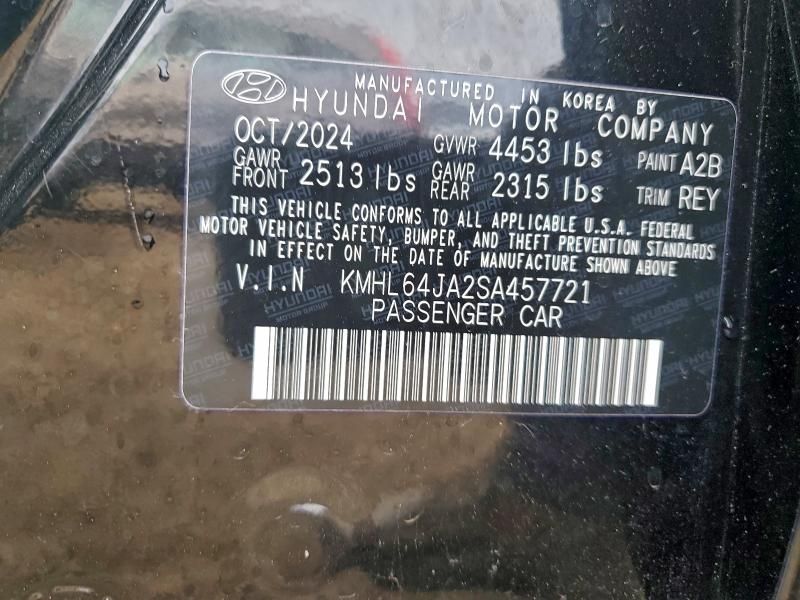 MANUFACTURED IN KOREA BY
HYUNDAI MOTOR COMPANY
OCT/2024 GVWR 4453 lbs PAINT A2B
GAWR FRONT 2513 lbs GAWR REAR 2315 lbs TRIM REY
THIS VEHICLE CONFORMS TO ALL APPLICABLE U.S.A. FEDERAL
MOTOR VEHICLE SAFETY, BUMPER, AND THEFT PREVENTION STANDARDS
IN EFFECT ON THE DATE OF MANUFACTURE SHOWN ABOVE
V.I.N KMHL64JA2SA457721
PASSENGER CAR